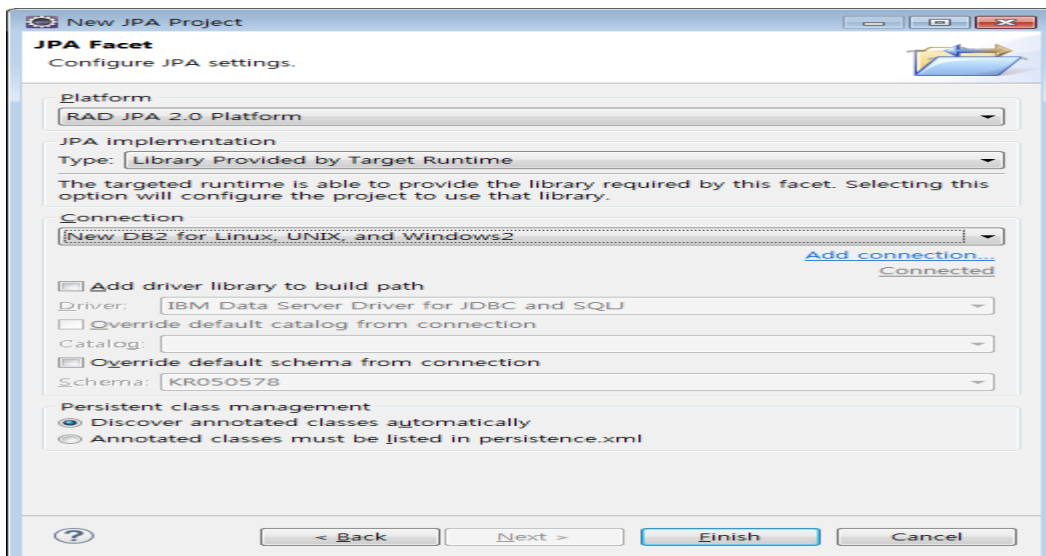 New JPA Project
JPA Facet
Configure JPA settings.
Platform
RAD JPA 2.0 Platform
JPA implementation
Type: Library Provided by Target Runtime
The targeted runtime is able to provide the library required by this facet. Selecting this
option will configure the project to use that library.
Connection
New DB2 for Linux, UNIX, and Windows2
Add connection...
Connected
Add driver library to build path
Driver: IBM Data Server Driver for JDBC and SQLJ
Override default catalog from connection
Catalog:
Override default schema from connection
Schema: KR050578
Persistent class management
Discover annotated classes automatically
Annotated classes must be listed in persistence.xml
? < Back Next > Finish Cancel